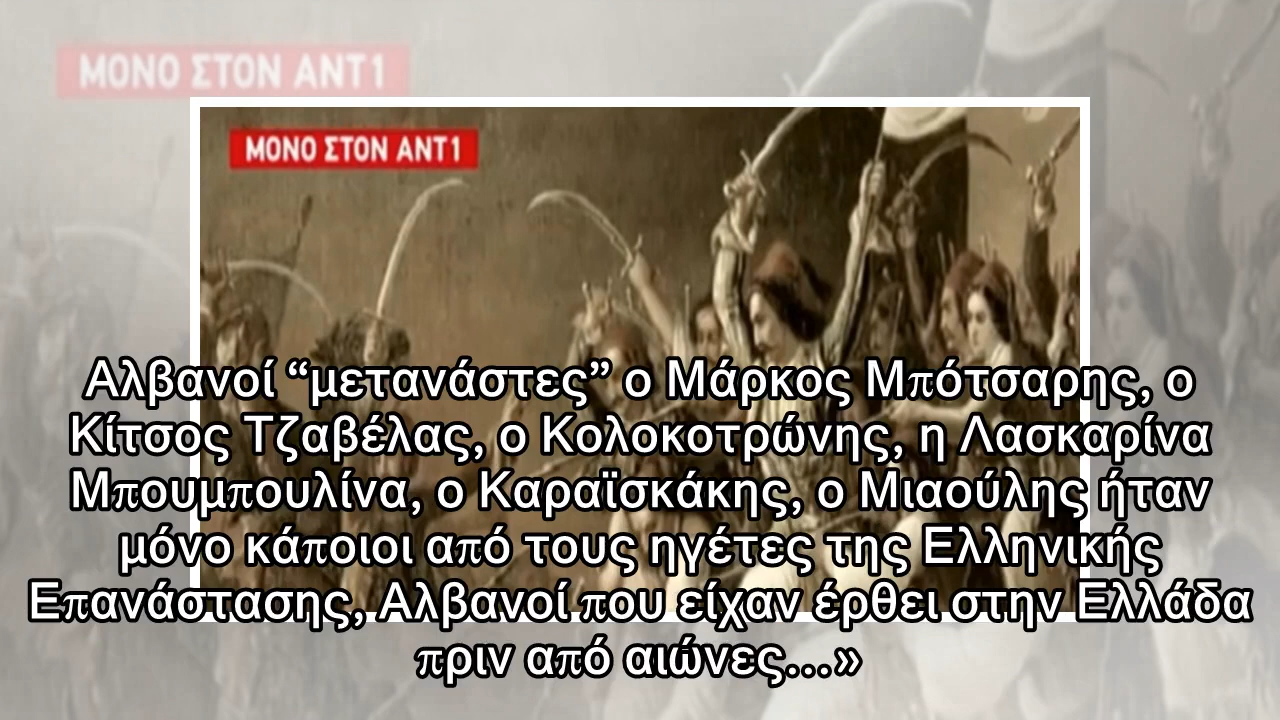 ΜΟΝΟ ΣΤΟΝ ΑΝΤ1
ΜΟΝΟ ΣΤΟΝ ΑΝΤ1
Αλβανοί “μετανάστες” ο Μάρκος Μπότσαρης, ο
Κίτσος Τζαβέλας, ο Κολοκοτρώνης, η Λασκαρίνα
Μπουμπουλίνα, ο Καραϊσκάκης, ο Μιαούλης ήταν
μόνο κάποιοι από τους ηγέτες της Ελληνικής
Επανάστασης, Αλβανοί που είχαν έρθει στην Ελλάδα
πριν από αιώνες...»